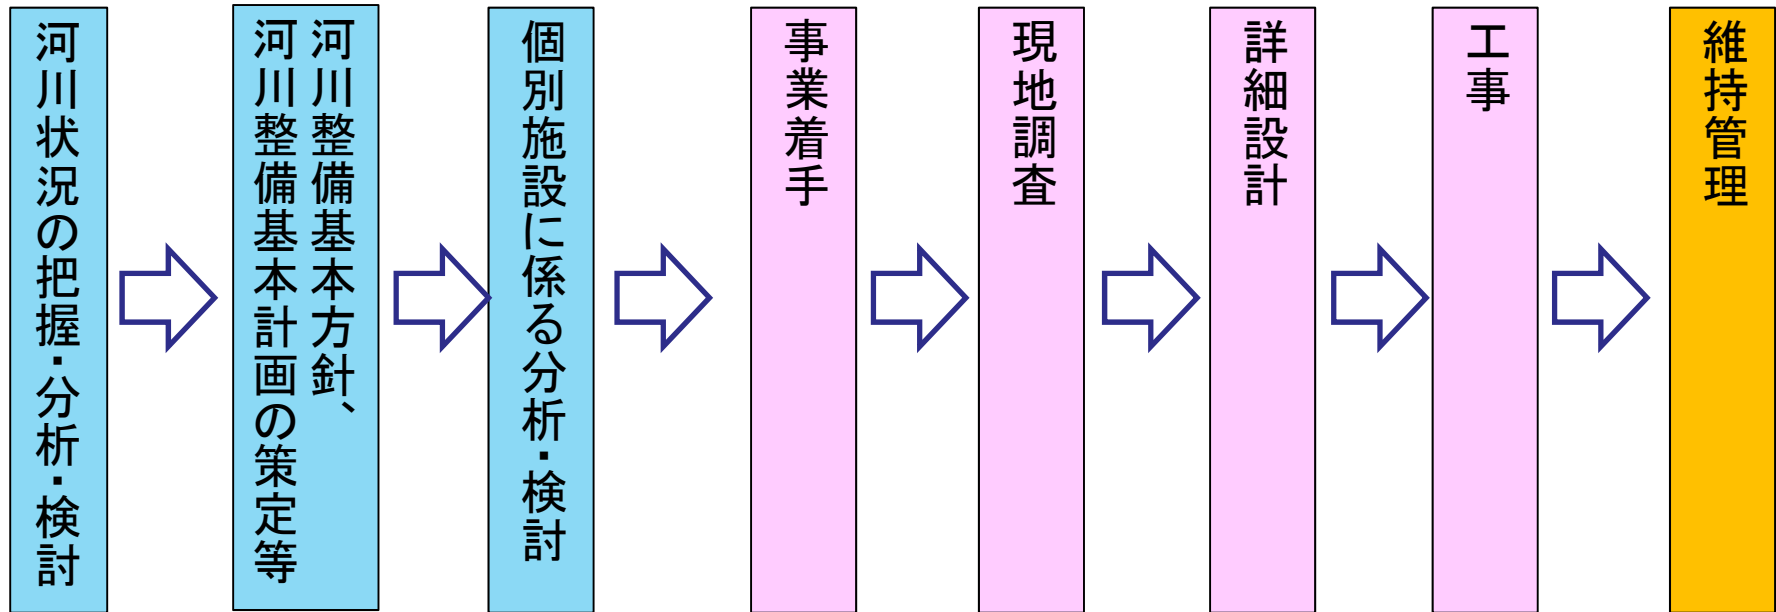 河川状況の把握・分析・検討
河川整備基本方針、
河川整備基本計画の策定等
個別施設に係る分析・検討
事業着手
現地調査
詳細設計
工事
維持管理